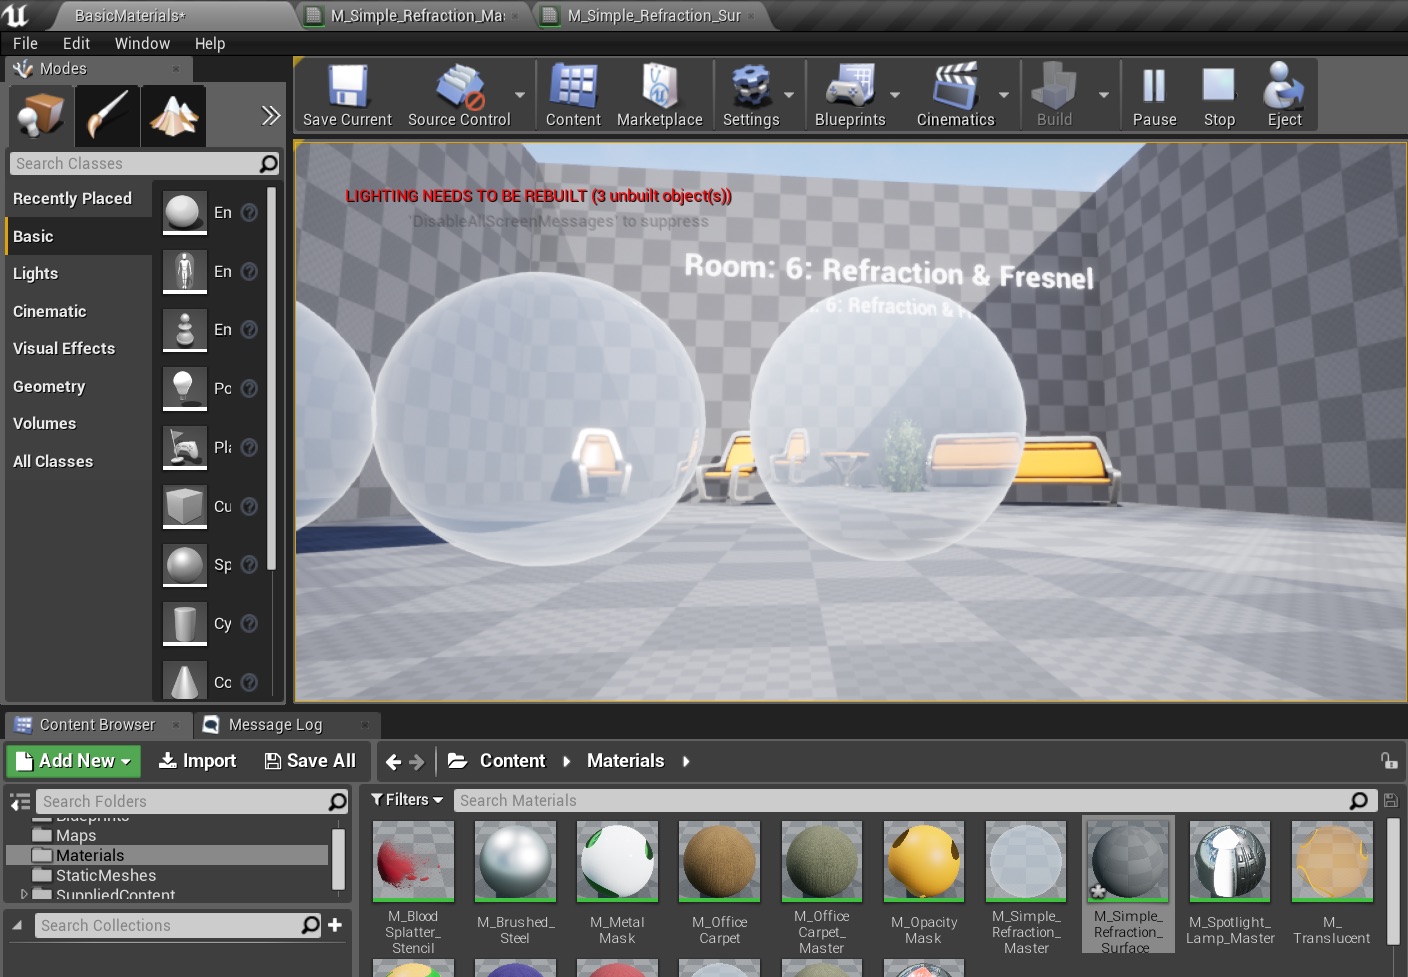 BasicMaterials*
M_Simple_Refraction_Ma
M_Simple_Refraction_Sur
File Edit Window Help
Modes
Save Current
Source Control
Content
Marketplace
Settings
Blueprints
Cinematics
Build
Pause
Stop
Eject
Search Classes
Recently Placed
Basic
Lights
Cinematic
Visual Effects
Geometry
Volumes
All Classes
En
En
En
Po
Pla
Cu
Sp
Cy
Co
LIGHTING NEEDS TO BE REBUILT (3 unbuilt object(s))
'DisableAllScreenMessages' to suppress
Room: 6: Refraction & Fresnel
: 6: Refraction &
Content Browser
Message Log
Add New
Import
Save All
Content
Materials
Search Folders
Blueprints
Maps
Materials
StaticMeshes
SuppliedContent
Search Collections
Filters
Search Materials
M_Blood
Splatter_
Stencil
M_Brushed_
Steel
M_Metal
Mask
M_Office
Carpet
M_Office
Carpet_
Master
M_Opacity
Mask
M_Simple_
Refraction_
Master
M_Simple_
Refraction_
Surface
M_Spotlight_
Lamp_Master
M_
Translucent